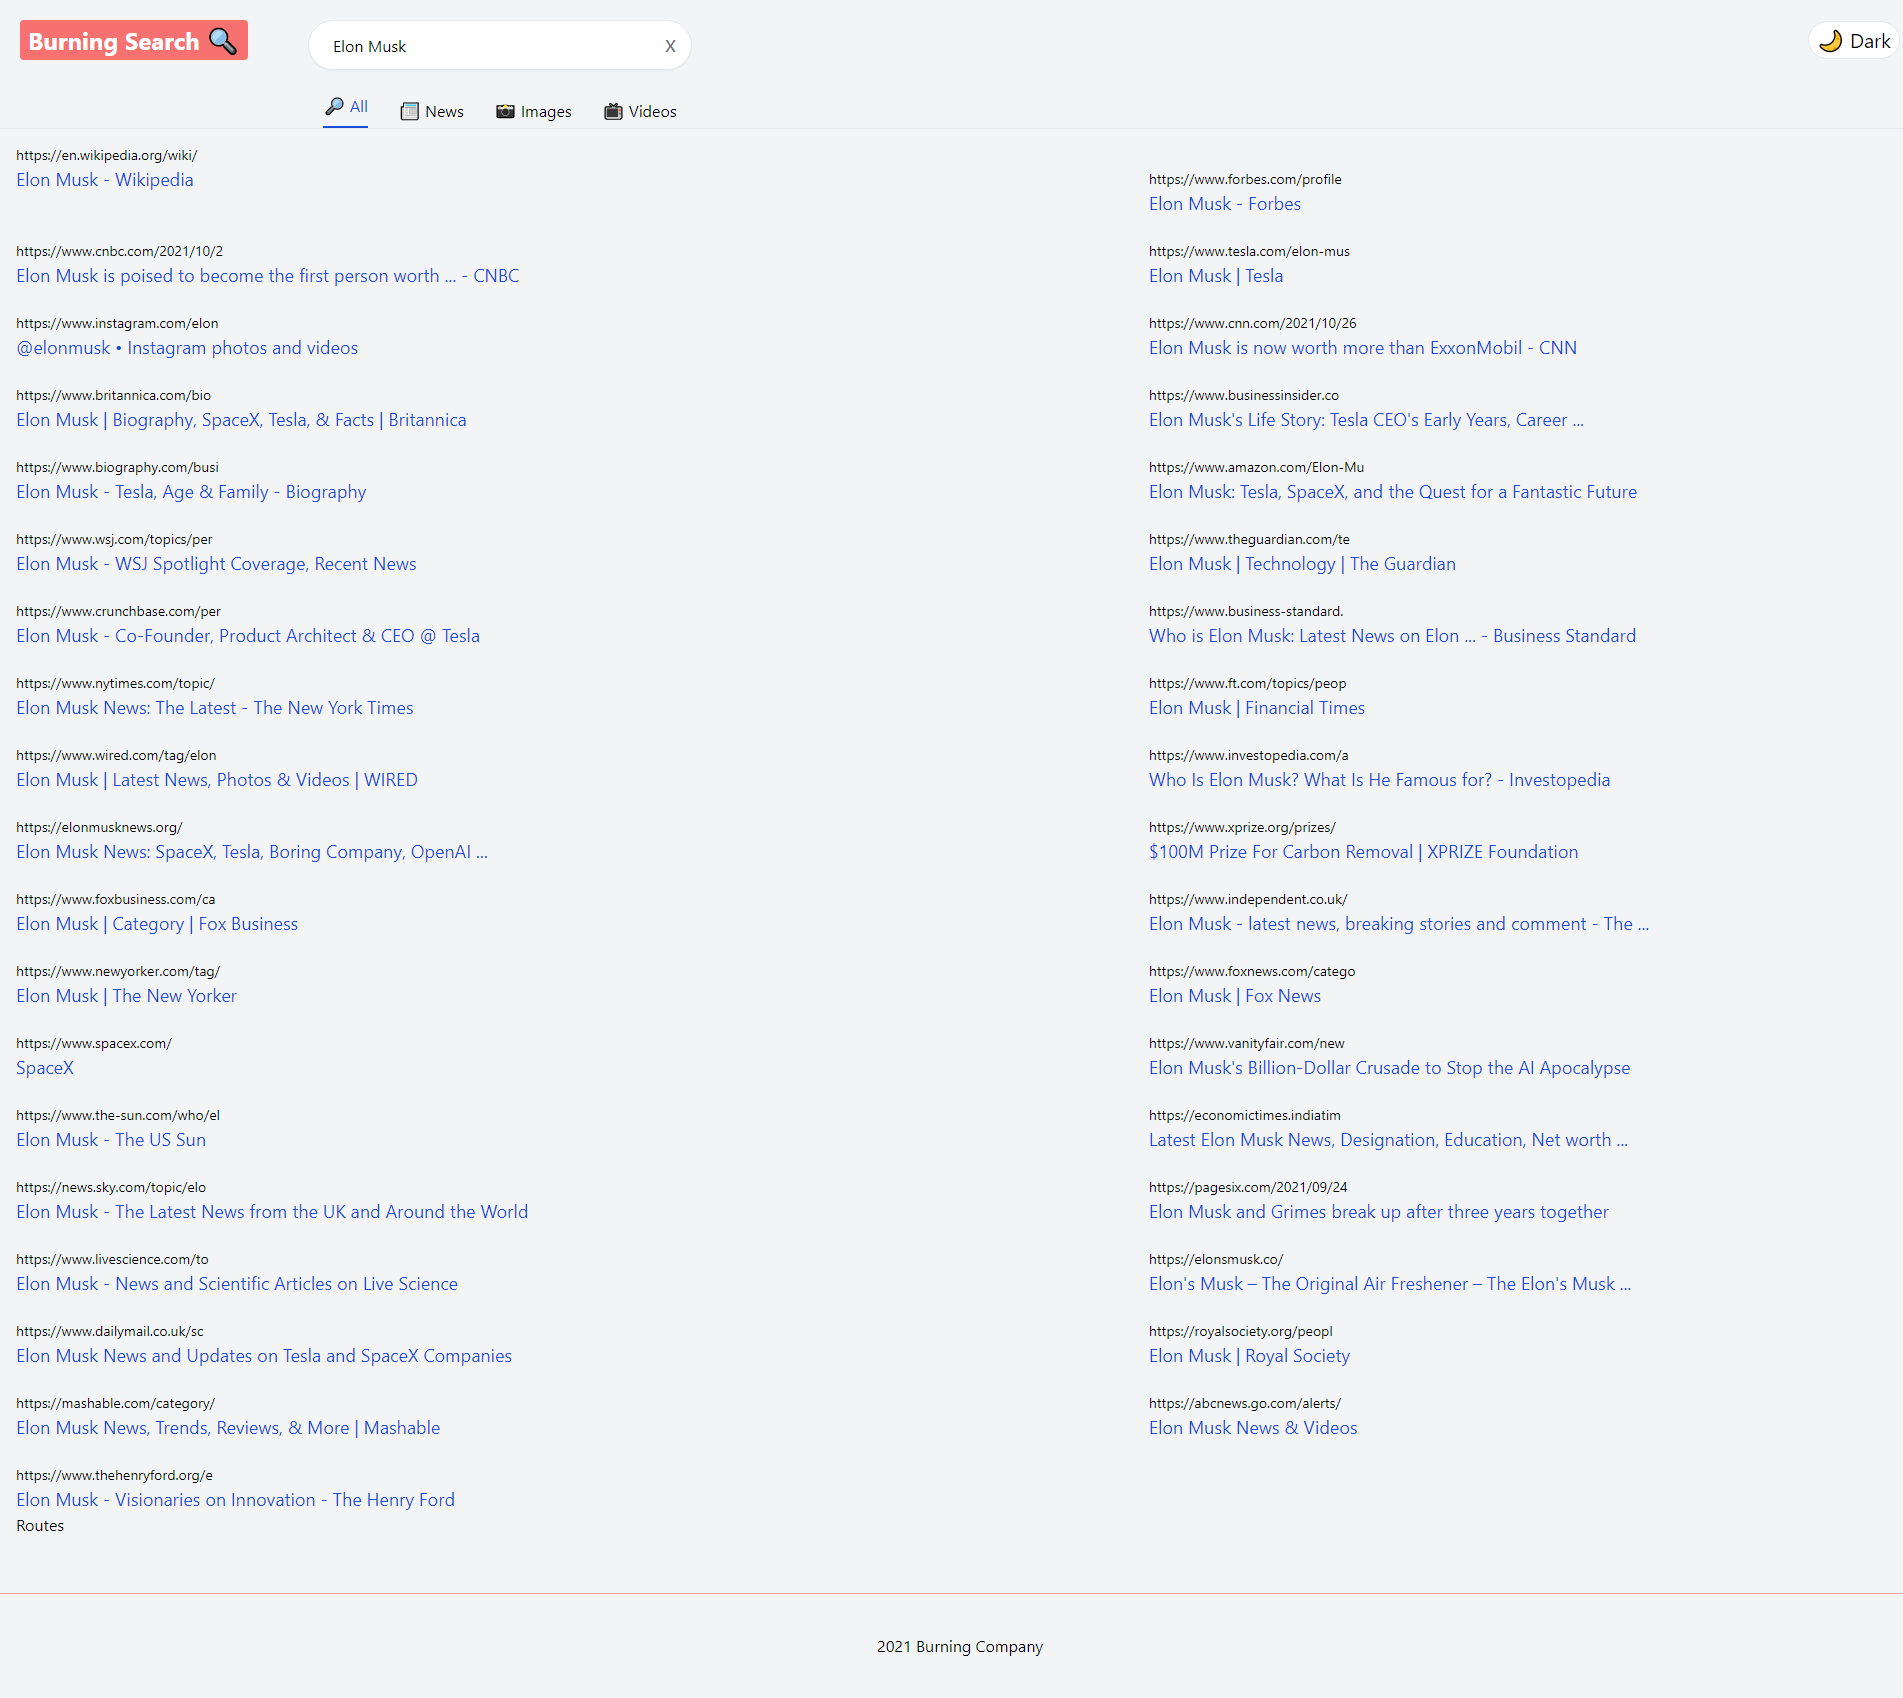 Burning Search
Elon Musk
X
Dark
All
News
Images
Videos
https://en.wikipedia.org/wiki/
Elon Musk - Wikipedia
https://www.forbes.com/profile
Elon Musk - Forbes
https://www.cnbc.com/2021/10/2
Elon Musk is poised to become the first person worth ... - CNBC
https://www.tesla.com/elon-mus
Elon Musk | Tesla
https://www.instagram.com/elon
@elonmusk • Instagram photos and videos
https://www.cnn.com/2021/10/26
Elon Musk is now worth more than ExxonMobil - CNN
https://www.britannica.com/bio
Elon Musk | Biography, SpaceX, Tesla, & Facts | Britannica
https://www.businessinsider.co
Elon Musk's Life Story: Tesla CEO's Early Years, Career ...
https://www.biography.com/busi
Elon Musk - Tesla, Age & Family - Biography
https://www.amazon.com/Elon-Mu
Elon Musk: Tesla, SpaceX, and the Quest for a Fantastic Future
https://www.wsj.com/topics/per
Elon Musk - WSJ Spotlight Coverage, Recent News
https://www.theguardian.com/te
Elon Musk | Technology | The Guardian
https://www.crunchbase.com/per
Elon Musk - Co-Founder, Product Architect & CEO @ Tesla
https://www.business-standard.
Who is Elon Musk: Latest News on Elon ... - Business Standard
https://www.nytimes.com/topic/
Elon Musk News: The Latest - The New York Times
https://www.ft.com/topics/peop
Elon Musk | Financial Times
https://www.wired.com/tag/elon
Elon Musk | Latest News, Photos & Videos | WIRED
https://www.investopedia.com/a
Who Is Elon Musk? What Is He Famous for? - Investopedia
https://elonmusknews.org/
Elon Musk News: SpaceX, Tesla, Boring Company, OpenAI ...
https://www.xprize.org/prizes/
$100M Prize For Carbon Removal | XPRIZE Foundation
https://www.foxbusiness.com/ca
Elon Musk | Category | Fox Business
https://www.independent.co.uk/
Elon Musk - latest news, breaking stories and comment - The ...
https://www.newyorker.com/tag/
Elon Musk | The New Yorker
https://www.foxnews.com/catego
Elon Musk | Fox News
https://www.spacex.com/
SpaceX
https://www.vanityfair.com/new
Elon Musk's Billion-Dollar Crusade to Stop the AI Apocalypse
https://www.the-sun.com/who/el
Elon Musk - The US Sun
https://economictimes.indiatim
Latest Elon Musk News, Designation, Education, Net worth ...
https://news.sky.com/topic/elo
Elon Musk - The Latest News from the UK and Around the World
https://pagesix.com/2021/09/24
Elon Musk and Grimes break up after three years together
https://www.livescience.com/to
Elon Musk - News and Scientific Articles on Live Science
https://elonsmusk.co/
Elon's Musk – The Original Air Freshener – The Elon's Musk ...
https://www.dailymail.co.uk/sc
Elon Musk News and Updates on Tesla and SpaceX Companies
https://royalsociety.org/peopl
Elon Musk | Royal Society
https://mashable.com/category/
Elon Musk News, Trends, Reviews, & More | Mashable
https://abcnews.go.com/alerts/
Elon Musk News & Videos
https://www.thehenryford.org/e
Elon Musk - Visionaries on Innovation - The Henry Ford
Routes
2021 Burning Company